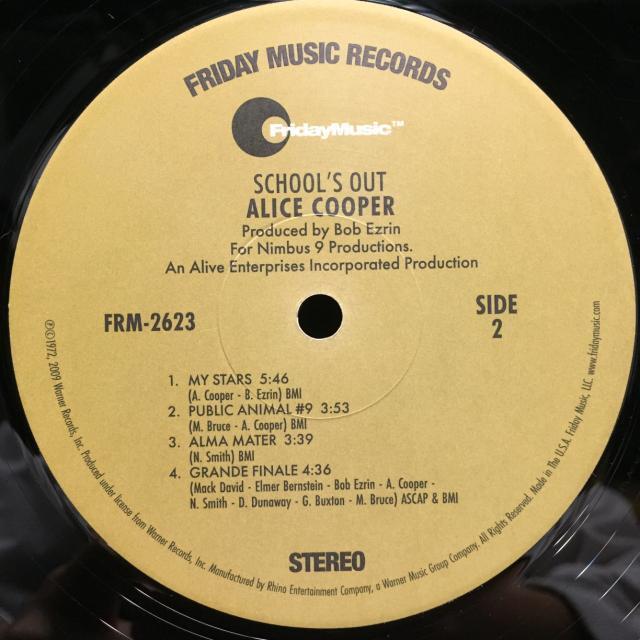 FRIDAY MUSIC RECORDS
FridayMusic™
SCHOOL'S OUT
ALICE COOPER
Produced by Bob Ezrin
For Nimbus 9 Productions.
An Alive Enterprises Incorporated Production
FRM-2623
SIDE
2
1. MY STARS 5:46
(A. Cooper - B. Ezrin) BMI
2. PUBLIC ANIMAL #9 3:53
(M. Bruce - A. Cooper) BMI
3. ALMA MATER 3:39
(N. Smith) BMI
4. GRANDE FINALE 4:36
(Mack David - Elmer Bernstein - Bob Ezrin - A. Cooper -
N. Smith - D. Dunaway - G. Buxton - M. Bruce) ASCAP & BMI
STEREO
℗©1972, 2009 Warner Records, Inc. Produced under license from Warner Records, Inc. Manufactured by Rhino Entertainment Company, a Warner Music Group Company. All Rights Reserved. Made in the U.S.A. Friday Music, LLC. www.fridaymusic.com